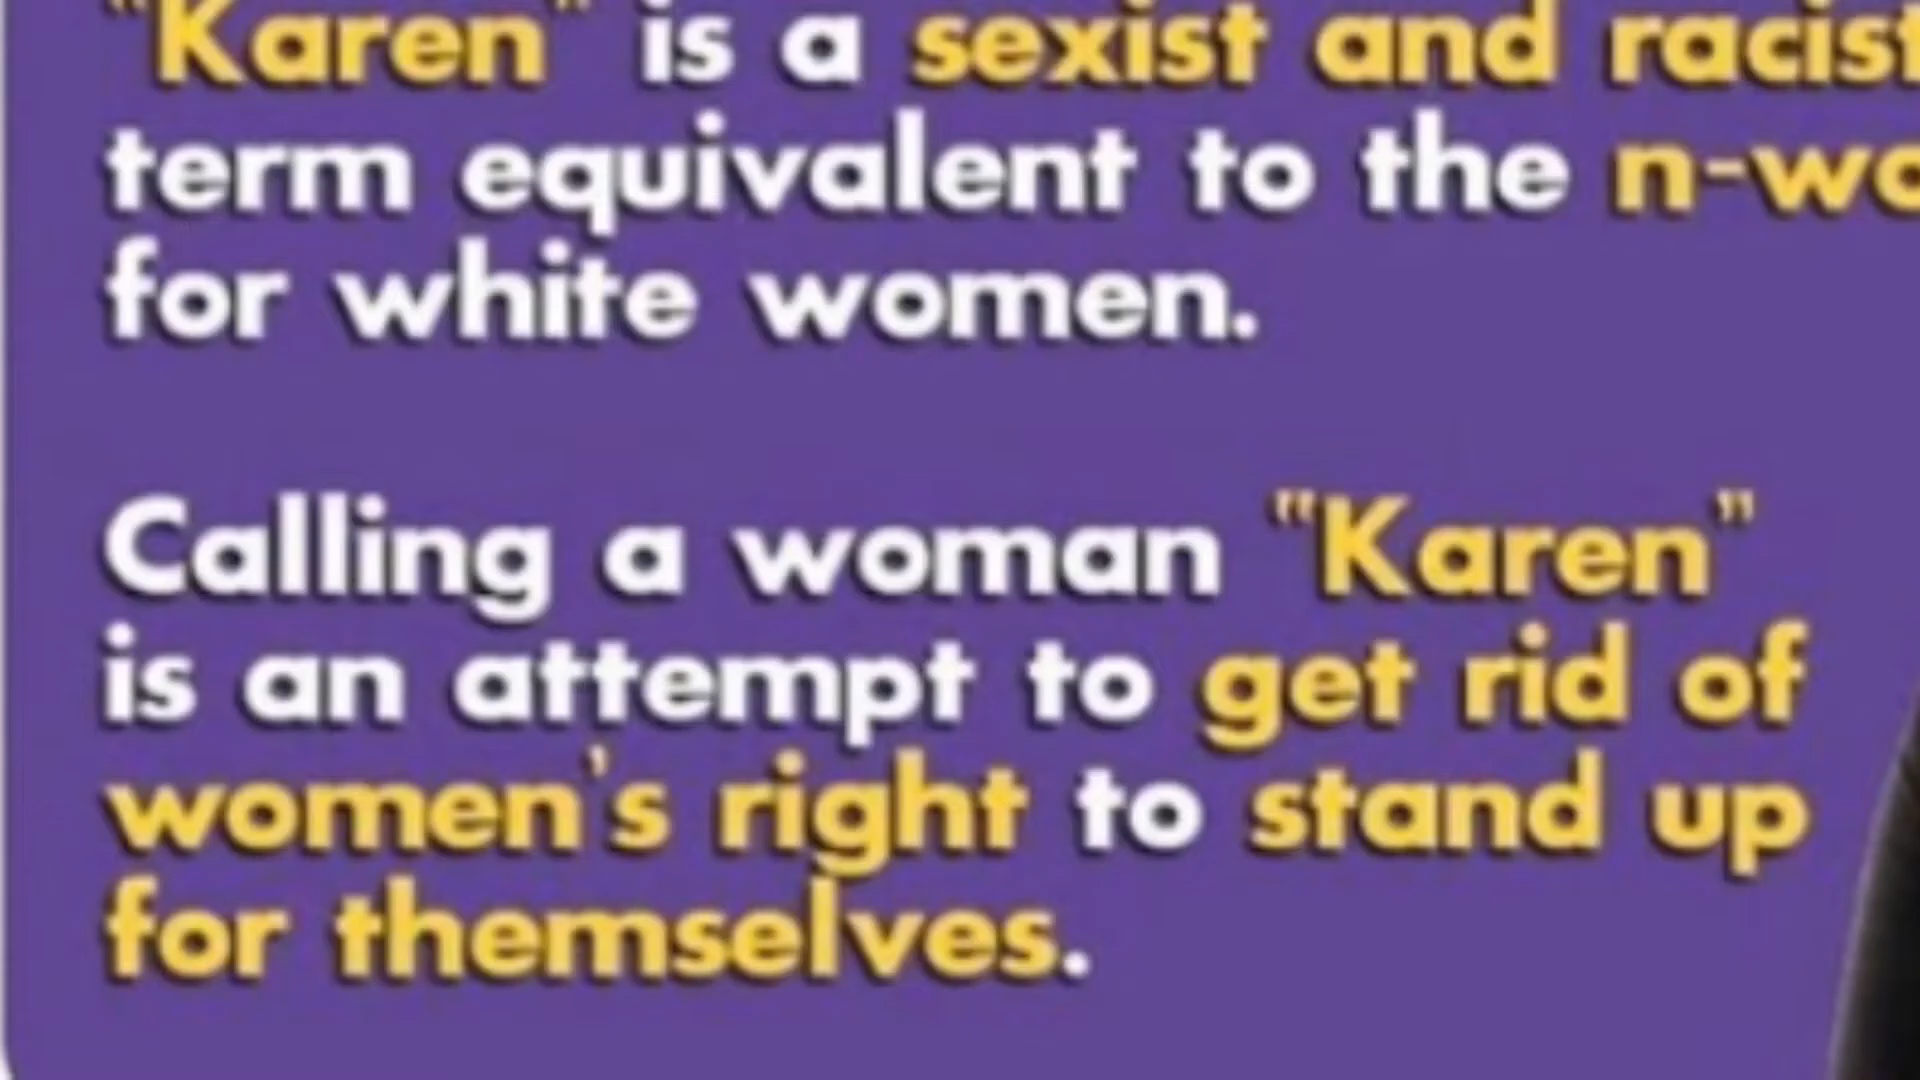 "Karen" is a sexist and racist
term equivalent to the n-wo
for white women.
Calling a woman "Karen"
is an attempt to get rid of
women's right to stand up
for themselves.